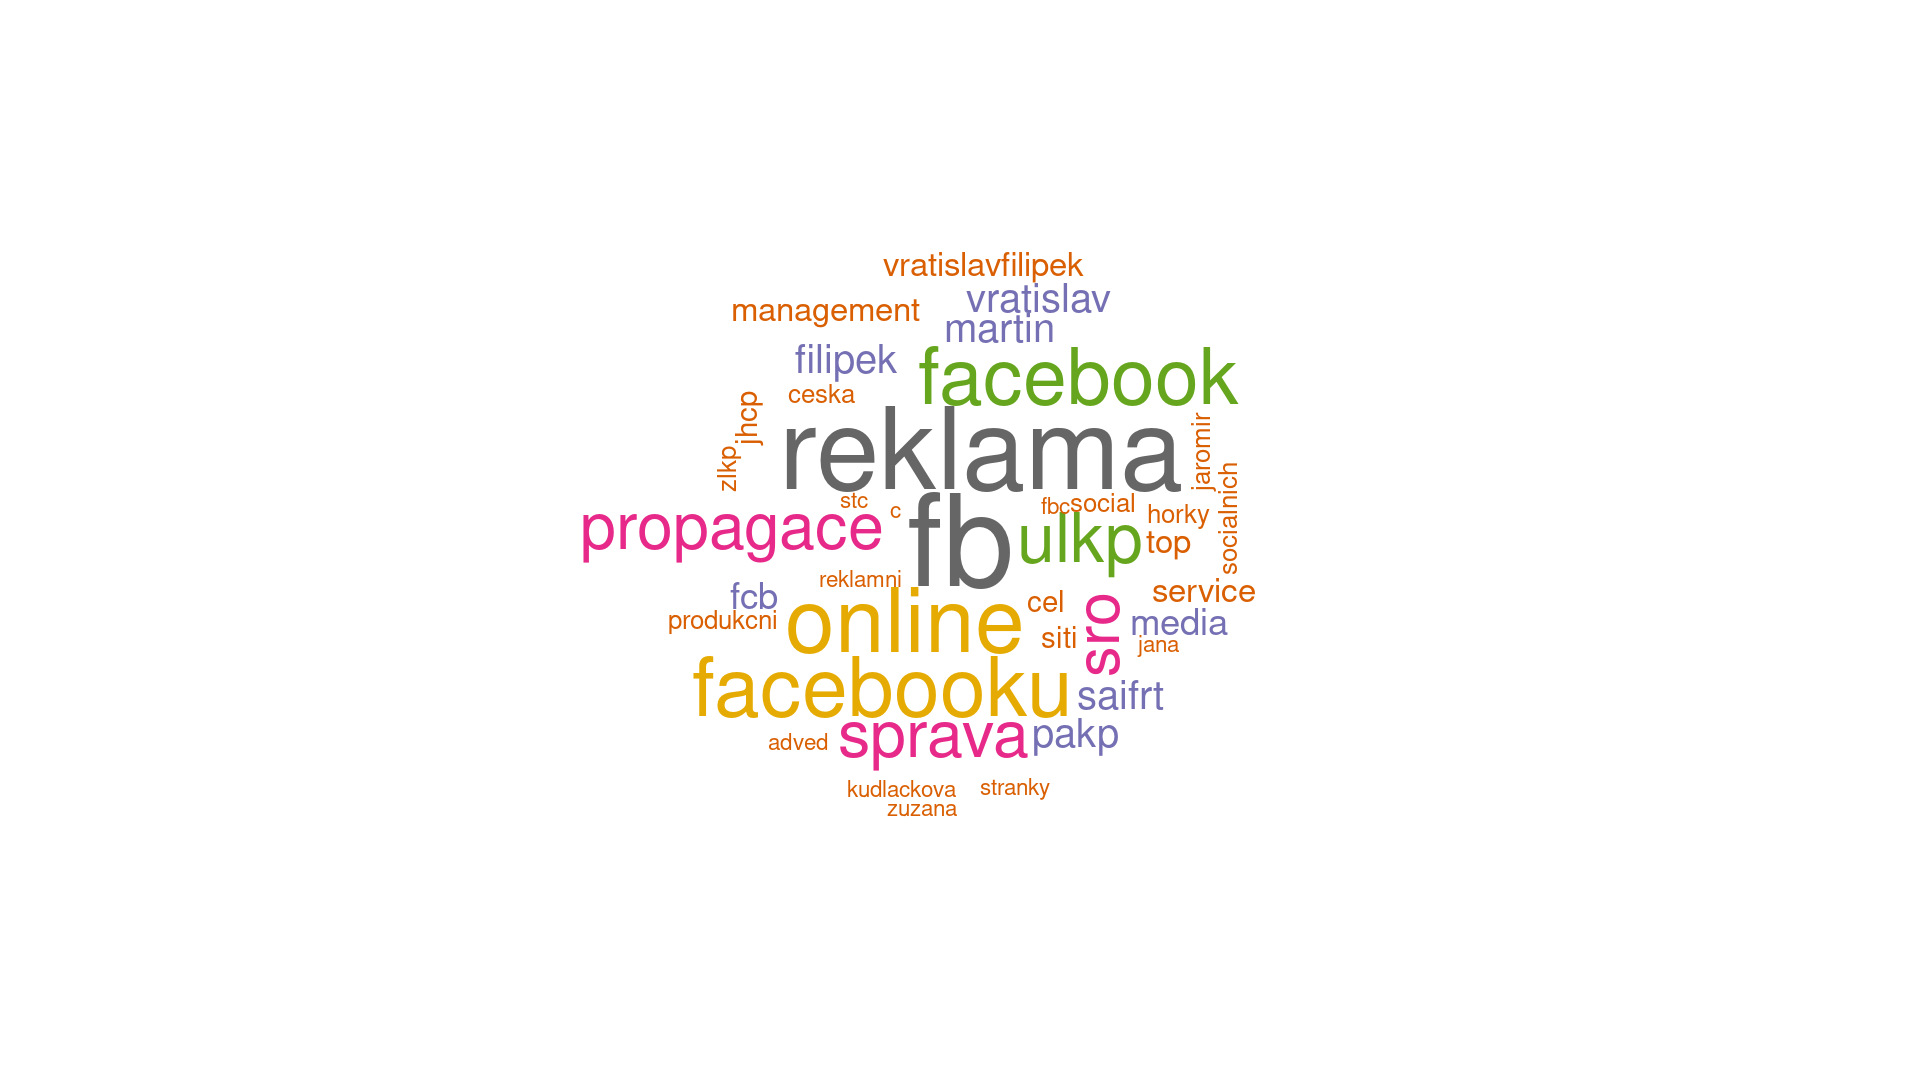 vratislavfilipek
vratislav
management
martin
filipek
facebook
ceska
jhcp
reklama
jaromir
zlkp
socialnich
stc
c
fbc
social
horky
propagace
fb
ulkp
top
reklamni
fcb
online
cel
service
produkcni
sro
media
siti
jana
facebooku
saifrt
sprava
pakp
adved
kudlackova
stranky
zuzana